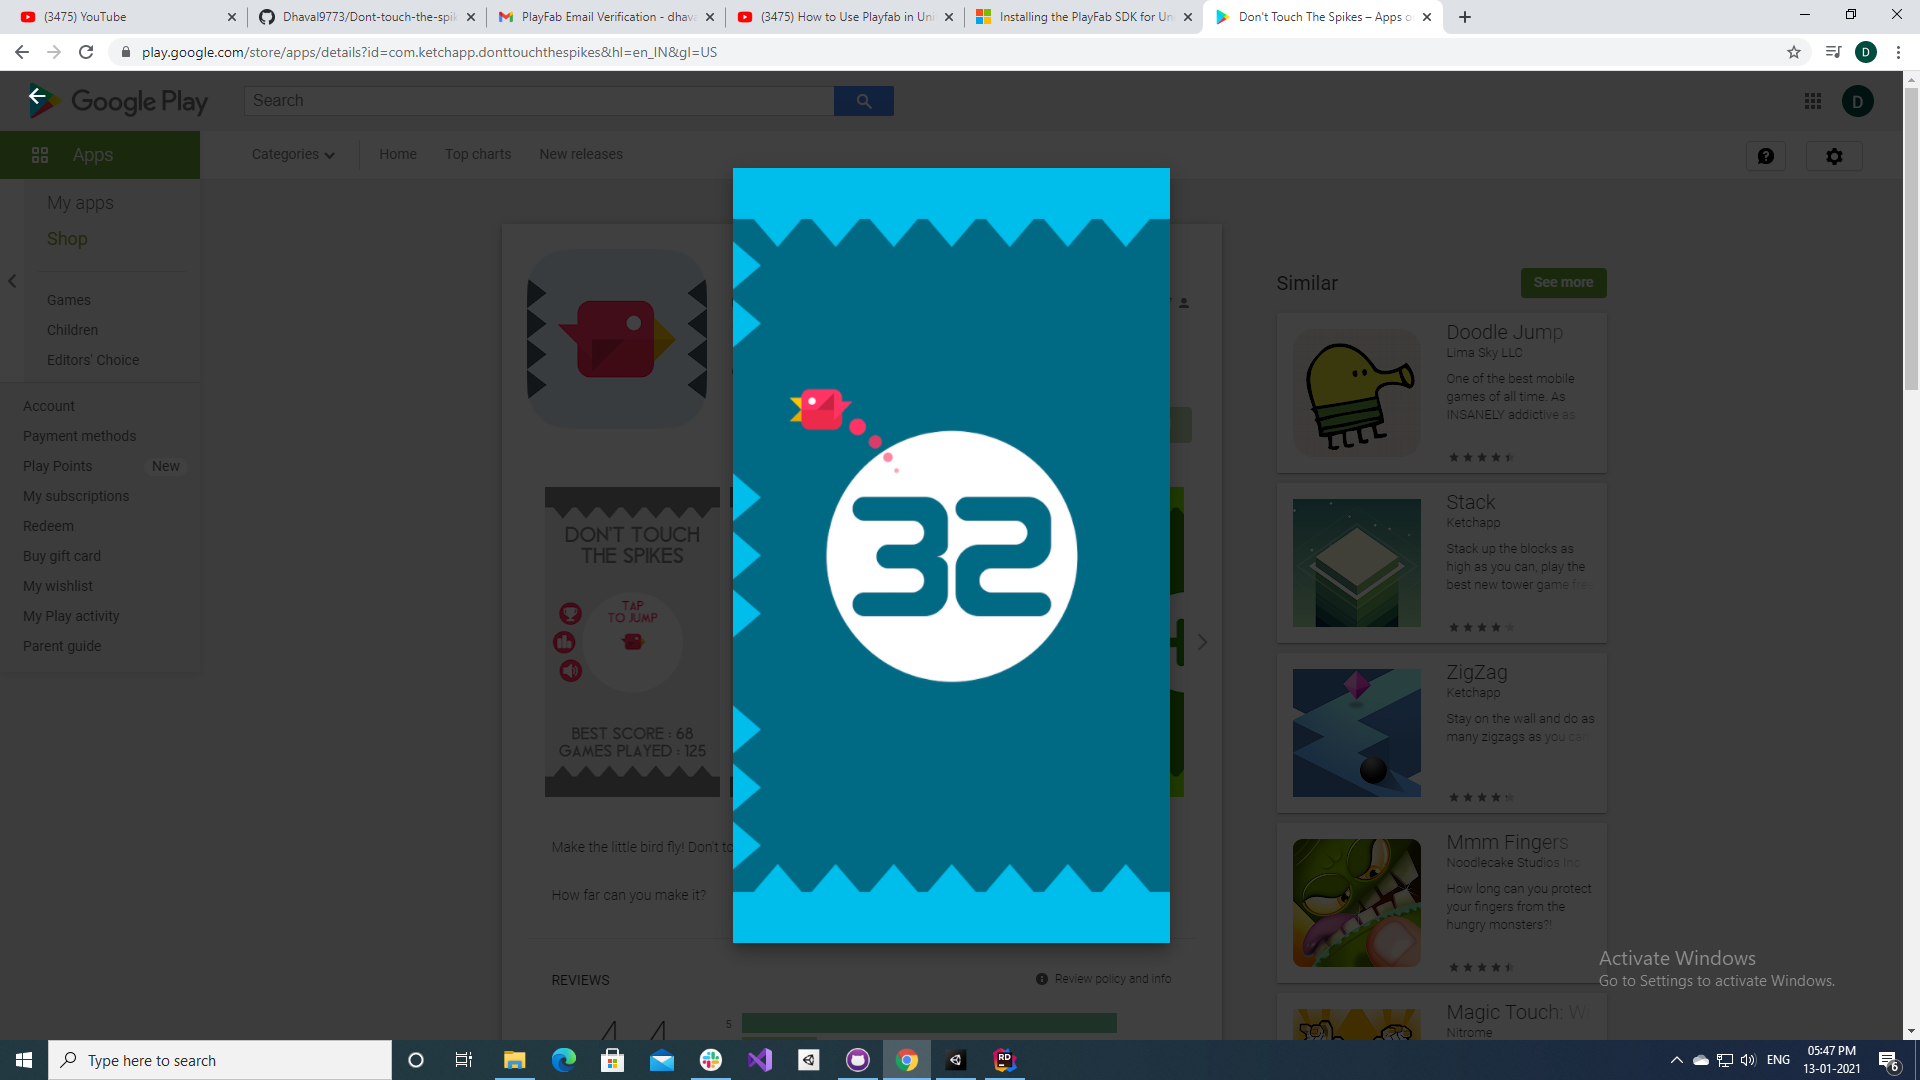 (3475) YouTube
Dhaval9773/Dont-touch-the-spik
PlayFab Email Verification - dhava
(3475) How to Use Playfab in Uni
Installing the PlayFab SDK for Un
Don't Touch The Spikes – Apps o
play.google.com/store/apps/details?id=com.ketchapp.donttouchthespikes&hl=en_IN&gl=US
D
Google Play
Search
D
Apps
Categories
Home
Top charts
New releases
My apps
Shop
Games
Children
Editors' Choice
Account
Payment methods
Play Points
New
My subscriptions
Redeem
Buy gift card
My wishlist
My Play activity
Parent guide
DON'T TOUCH
THE SPIKES
TAP
TO JUMP
BEST SCORE : 68
GAMES PLAYED : 125
32
Make the little bird fly! Don't to
How far can you make it?
REVIEWS
Review policy and info
4.4
5
Similar
See more
Doodle Jump
Lima Sky LLC
One of the best mobile
games of all time. As
INSANELY addictive as
Stack
Ketchapp
Stack up the blocks as
high as you can, play the
best new tower game free
ZigZag
Ketchapp
Stay on the wall and do as
many zigzags as you can
Mmm Fingers
Noodlecake Studios Inc
How long can you protect
your fingers from the
hungry monsters?!
Magic Touch: Wi
Nitrome
Activate Windows
Go to Settings to activate Windows.
Type here to search
RD
ENG
05:47 PM
13-01-2021
6